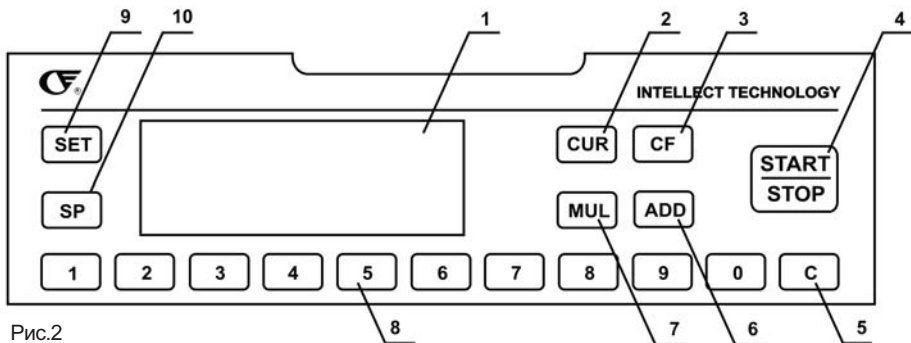 9 10 1 2 3 4
® INTELLECT TECHNOLOGY
SET CUR CF START
SP MUL ADD STOP
1 2 3 4 5 6 7 8 9 0 C
Рис.2 8 7 6 5